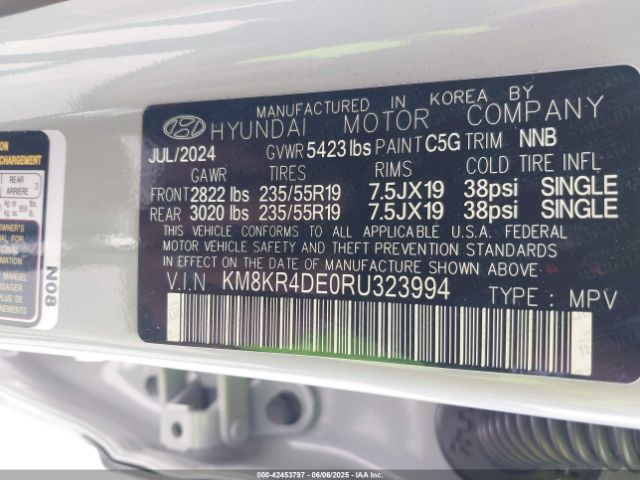 MANUFACTURED IN KOREA BY
HYUNDAI MOTOR COMPANY
JUL/2024 GVWR 5423 lbs PAINT C5G TRIM NNB
GAWR TIRES RIMS COLD TIRE INFL
FRONT 2822 lbs 235/55R19 7.5JX19 38psi SINGLE
REAR 3020 lbs 235/55R19 7.5JX19 38psi SINGLE
THIS VEHICLE CONFORMS TO ALL APPLICABLE U.S.A. FEDERAL
MOTOR VEHICLE SAFETY AND THEFT PREVENTION STANDARDS
IN EFFECT ON THE DATE OF MANUFACTURE SHOWN ABOVE.
V.I.N KM8KR4DE0RU323994 TYPE : MPV
REAR
ARRIERE
N08
000-42453797 - 06/06/2025 - IAAI.COM